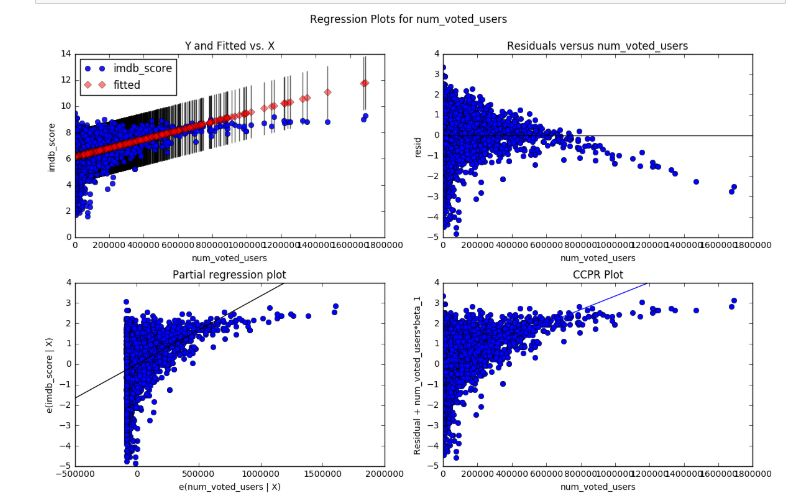 Regression Plots for num_voted_users
Y and Fitted vs. X
14
12
10
8
6
4
2
0
imdb_score
imdb_score
fitted
0 200000 400000 600000 800000 1000000 1200000 1400000 1600000 1800000
num_voted_users
Residuals versus num_voted_users
4
3
2
1
0
−1
−2
−3
−4
−5
resid
0 200000 400000 600000 800000 1000000 1200000 1400000 1600000 1800000
num_voted_users
Partial regression plot
4
3
2
1
0
−1
−2
−3
−4
−5
e(imdb_score | X)
−500000 0 500000 1000000 1500000 2000000
e(num_voted_users | X)
CCPR Plot
4
3
2
1
0
−1
−2
−3
−4
−5
Residual + num_voted_users*beta_1
0 200000 400000 600000 800000 1000000 1200000 1400000 1600000 1800000
num_voted_users